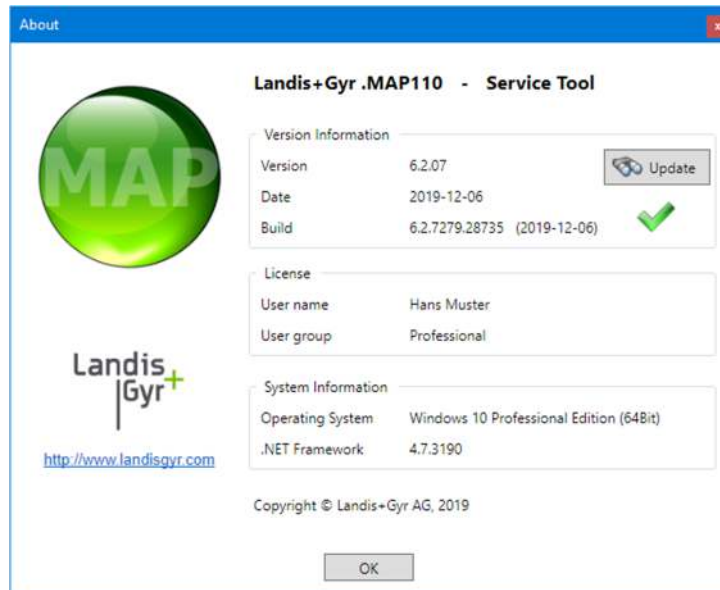 About
x
Landis+Gyr .MAP110 - Service Tool
MAP
Version Information
Version 6.2.07
Update
Date 2019-12-06
Build 6.2.7279.28735 (2019-12-06)
License
User name Hans Muster
User group Professional
Landis+
Gyr
System Information
Operating System Windows 10 Professional Edition (64Bit)
.NET Framework 4.7.3190
http://www.landisgyr.com
Copyright © Landis+Gyr AG, 2019
OK